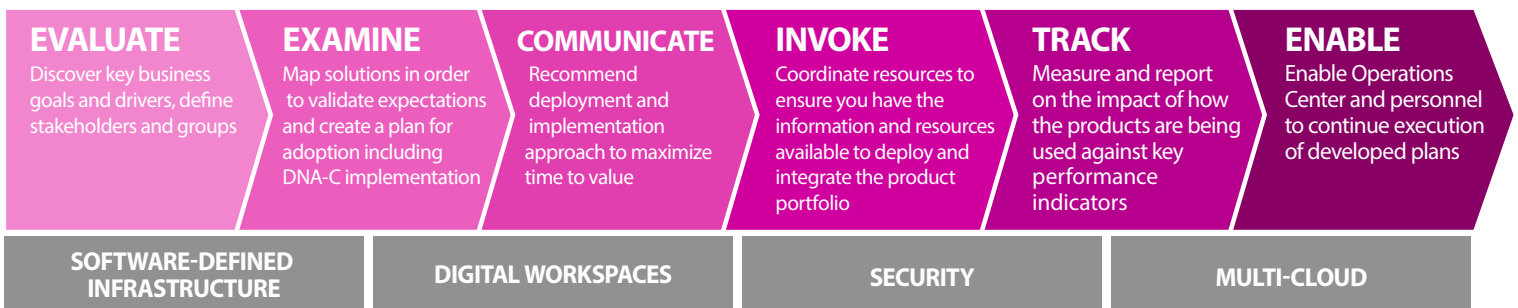 EVALUATE
Discover key business
goals and drivers, define
stakeholders and groups
EXAMINE
Map solutions in order
to validate expectations
and create a plan for
adoption including
DNA-C implementation
COMMUNICATE
Recommend
deployment and
implementation
approach to maximize
time to value
INVOKE
Coordinate resources to
ensure you have the
information and resources
available to deploy and
integrate the product
portfolio
TRACK
Measure and report
on the impact of how
the products are being
used against key
performance
indicators
ENABLE
Enable Operations
Center and personnel
to continue execution
of developed plans
SOFTWARE-DEFINED
INFRASTRUCTURE
DIGITAL WORKSPACES
SECURITY
MULTI-CLOUD